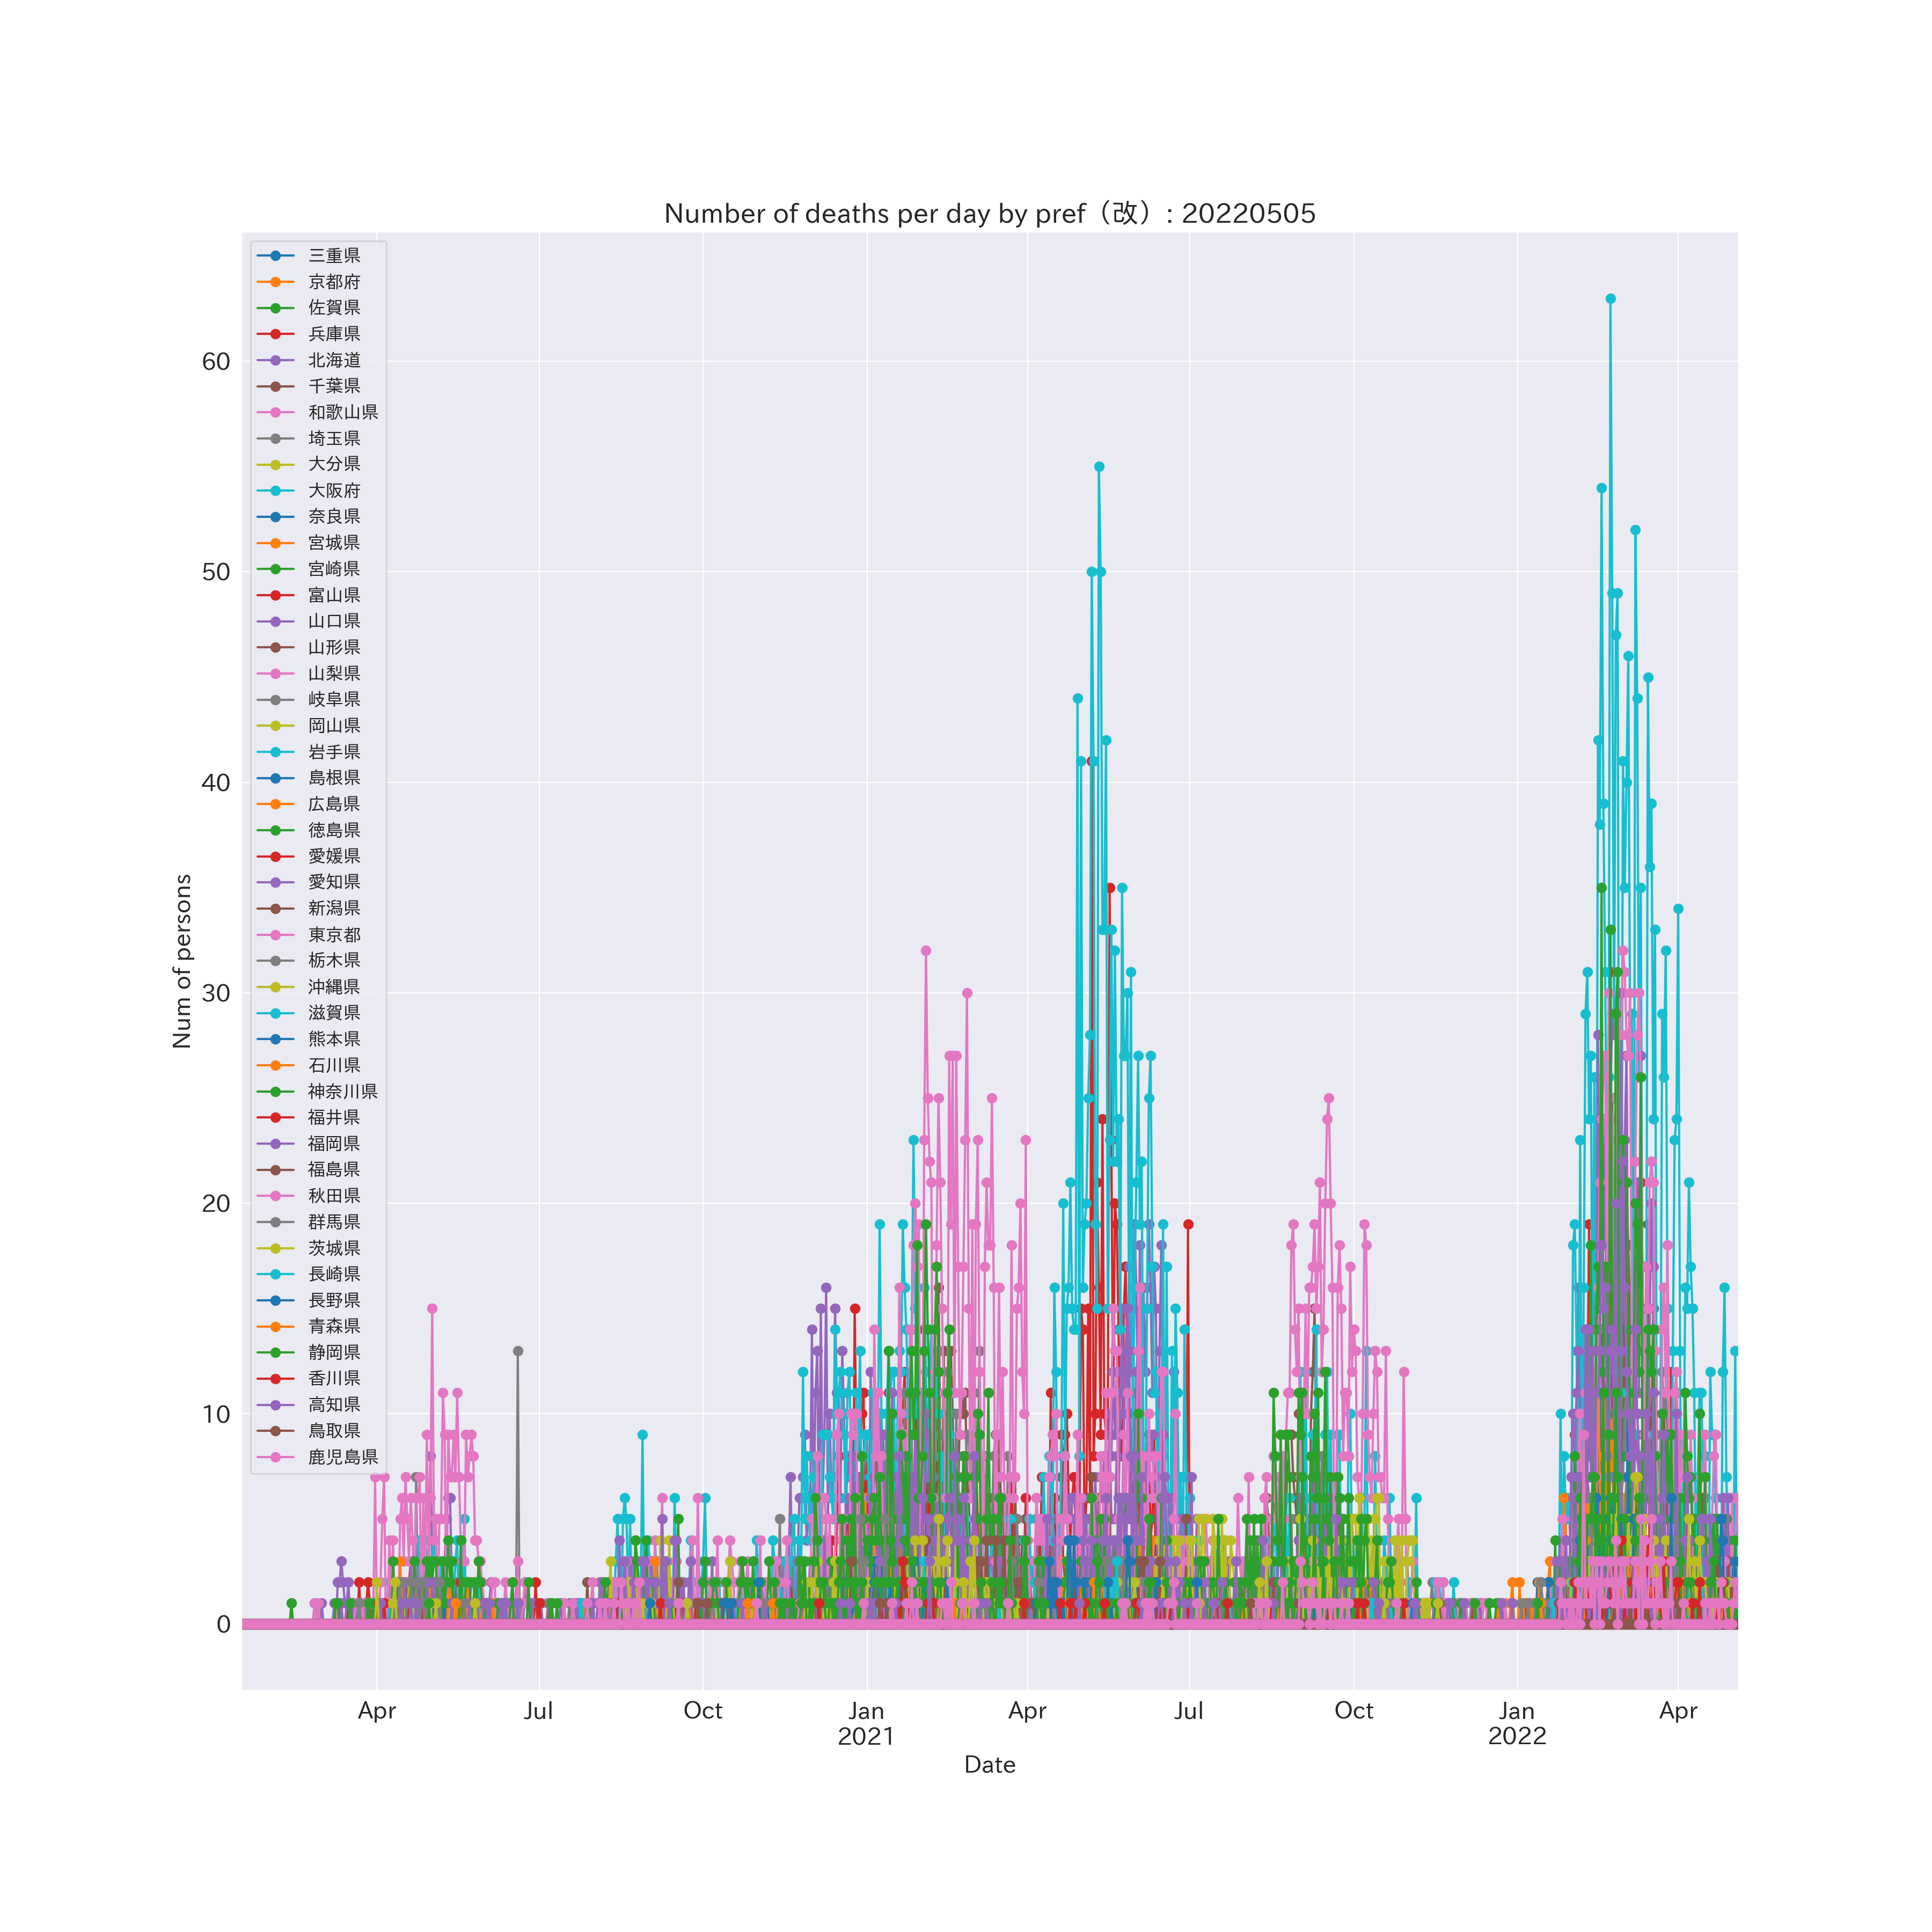 Number of deaths per day by pref（改）: 20220505
三重県
京都府
佐賀県
兵庫県
北海道
千葉県
和歌山県
埼玉県
大分県
大阪府
奈良県
宮城県
宮崎県
富山県
山口県
山形県
山梨県
岐阜県
岡山県
岩手県
島根県
広島県
徳島県
愛媛県
愛知県
新潟県
東京都
栃木県
沖縄県
滋賀県
熊本県
石川県
神奈川県
福井県
福岡県
福島県
秋田県
群馬県
茨城県
長崎県
長野県
青森県
静岡県
香川県
高知県
鳥取県
鹿児島県
60
50
40
30
20
10
0
Num of persons
Apr Jul Oct Jan Apr Jul Oct Jan Apr
2021 2022
Date